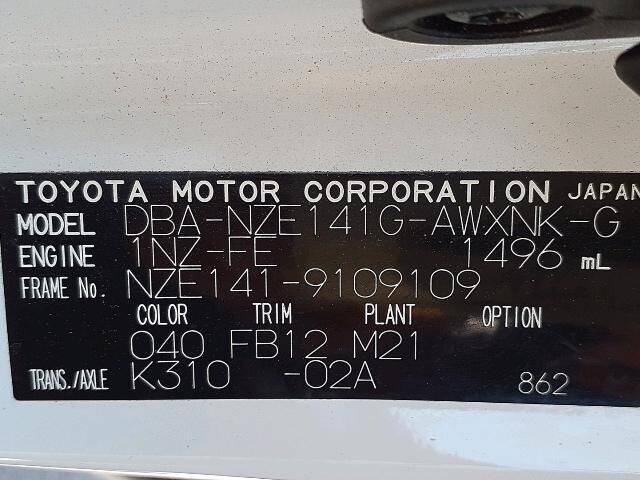 TOYOTA MOTOR CORPORATION JAPAN
MODEL DBA-NZE141G-AWXNK-G
ENGINE 1NZ-FE 1496 mL
FRAME No. NZE141-9109109
COLOR TRIM PLANT OPTION
040 FB12 M21
TRANS./AXLE K310 -02A 862